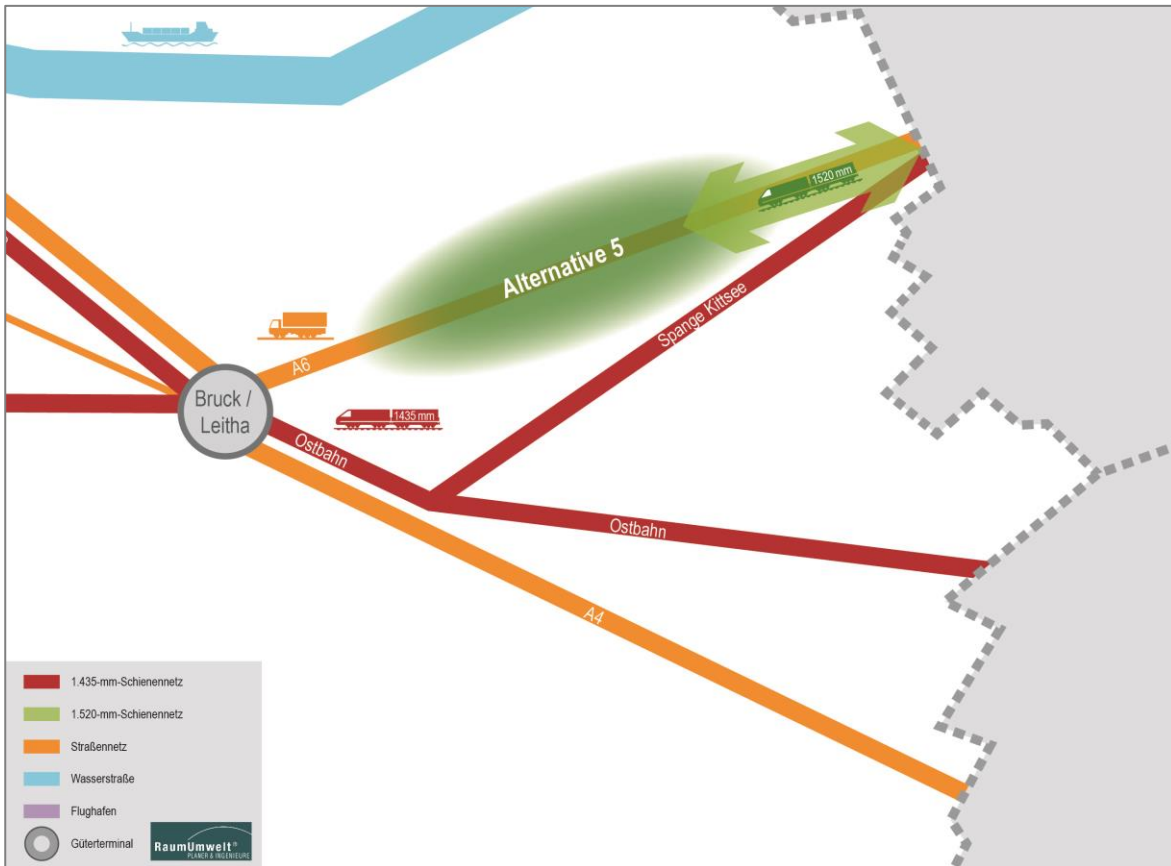 1520 mm
Alternative 5
Spange Kittsee
A6
Bruck /
Leitha
1435 mm
Ostbahn
Ostbahn
A4
1.435-mm-Schienennetz
1.520-mm-Schienennetz
Straßennetz
Wasserstraße
Flughafen
Güterterminal
RaumUmwelt®
PLANER & INGENIEURE